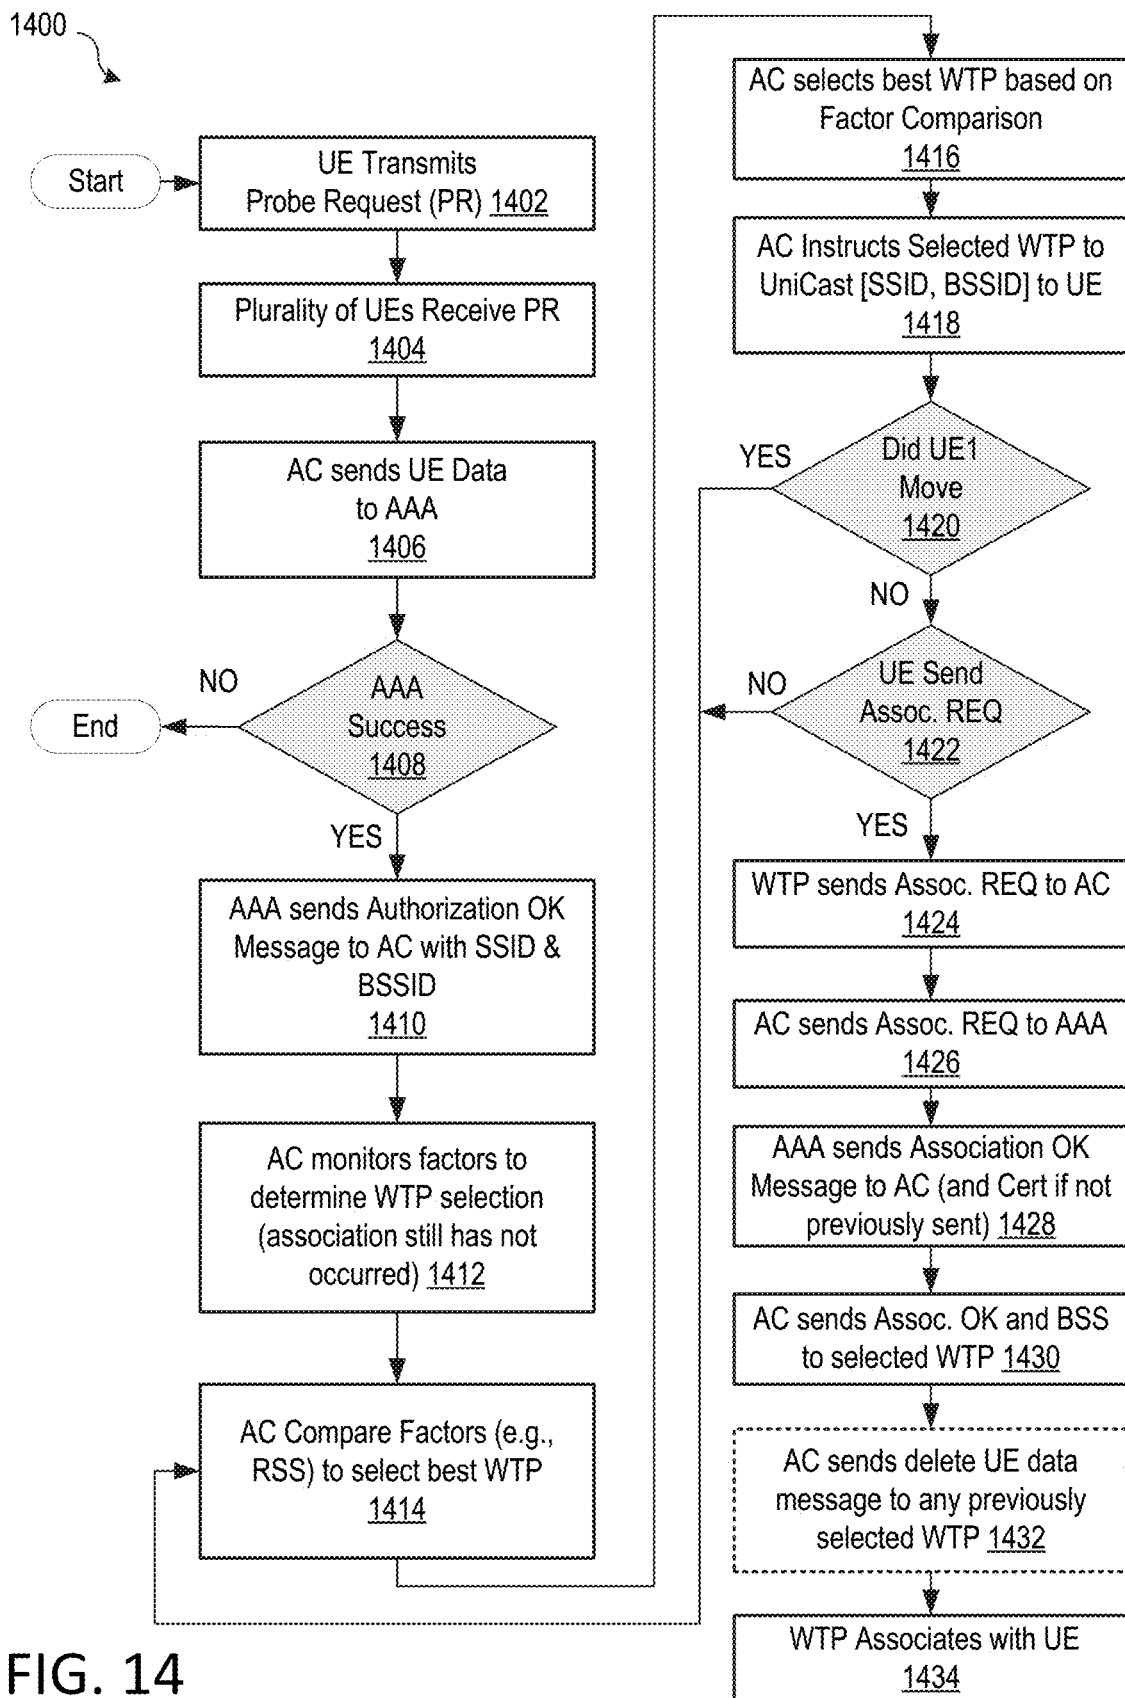 1400
Start
UE Transmits
Probe Request (PR) 1402
Plurality of UEs Receive PR
1404
AC sends UE Data
to AAA
1406
NO
AAA
Success
1408
End
YES
AAA sends Authorization OK
Message to AC with SSID &
BSSID
1410
AC monitors factors to
determine WTP selection
(association still has not
occurred) 1412
AC Compare Factors (e.g.,
RSS) to select best WTP
1414
AC selects best WTP based on
Factor Comparison
1416
AC Instructs Selected WTP to
UniCast [SSID, BSSID] to UE
1418
YES
Did UE1
Move
1420
NO
NO
UE Send
Assoc. REQ
1422
YES
WTP sends Assoc. REQ to AC
1424
AC sends Assoc. REQ to AAA
1426
AAA sends Association OK
Message to AC (and Cert if not
previously sent) 1428
AC sends Assoc. OK and BSS
to selected WTP 1430
AC sends delete UE data
message to any previously
selected WTP 1432
WTP Associates with UE
1434
FIG. 14